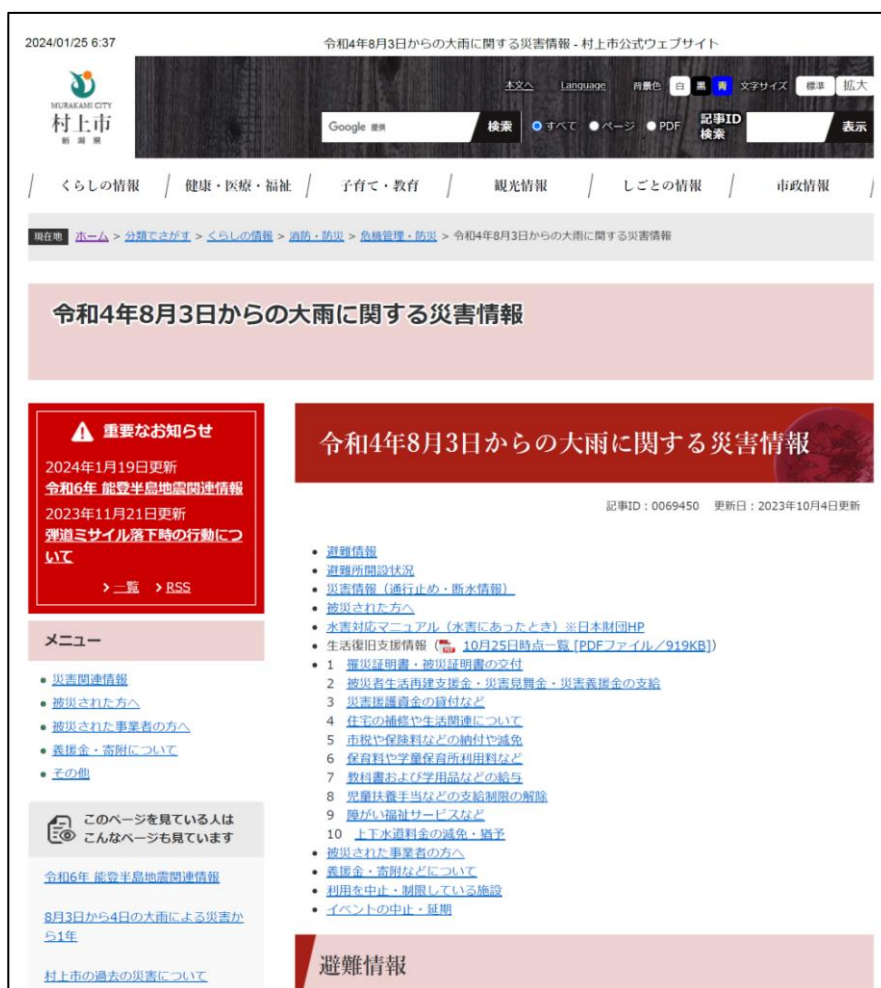 2024/01/25 6:37
令和4年8月3日からの大雨に関する災害情報 - 村上市公式ウェブサイト
MURAKAMI CITY
村上市
新潟県
本文へ Language 背景色 白 黒 青 文字サイズ 標準 拡大
Google 提供 検索 すべて ページ PDF 記事ID検索 表示
くらしの情報 健康・医療・福祉 子育て・教育 観光情報 しごとの情報 市政情報
現在地 ホーム > 分類でさがす > くらしの情報 > 消防・防災 > 危機管理・防災 > 令和4年8月3日からの大雨に関する災害情報
令和4年8月3日からの大雨に関する災害情報
重要なお知らせ
2024年1月19日更新
令和6年 能登半島地震関連情報
2023年11月21日更新
弾道ミサイル落下時の行動につ
いて
>一覧 >RSS
メニュー
災害関連情報
被災された方へ
被災された事業者の方へ
義援金・寄附について
その他
このページを見ている人は
こんなページも見ています
令和6年 能登半島地震関連情報
8月3日から4日の大雨による災害か
ら1年
村上市の過去の災害について
令和4年8月3日からの大雨に関する災害情報
記事ID：0069450 更新日：2023年10月4日更新
避難情報
避難所開設状況
災害情報（通行止め・断水情報）
被災された方へ
水害対応マニュアル（水害にあったとき）※日本財団HP
生活復旧支援情報（ 10月25日時点一覧 [PDFファイル／919KB]）
1 罹災証明書・被災証明書の交付
2 被災者生活再建支援金・災害見舞金・災害義援金の支給
3 災害援護資金の貸付など
4 住宅の補修や生活関連について
5 市税や保険料などの納付や減免
6 保育料や学童保育所利用料など
7 教科書および学用品などの給与
8 児童扶養手当などの支給制限の解除
9 障がい福祉サービスなど
10 上下水道料金の減免・猶予
被災された事業者の方へ
義援金・寄附などについて
利用を中止・制限している施設
イベントの中止・延期
避難情報